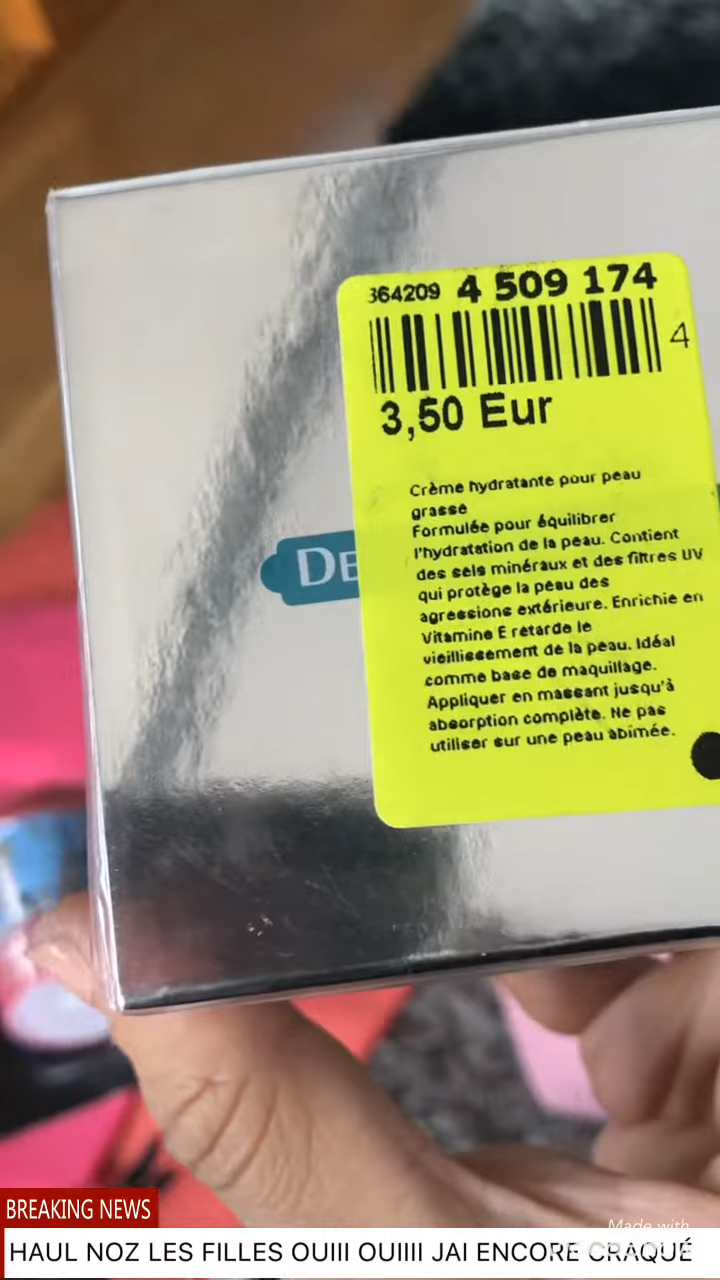 364209 4 509 174
4
3,50 Eur
Crème hydratante pour peau
grasse
Formulée pour équilibrer
l'hydratation de la peau. Contient
des sels minéraux et des filtres UV
qui protège la peau des
agressions extérieure. Enrichie en
Vitamine E retarde le
vieillissement de la peau. Idéal
comme base de maquillage.
Appliquer en massant jusqu'à
absorption complète. Ne pas
utiliser sur une peau abîmée.
DE
BREAKING NEWS
Made with
HAUL NOZ LES FILLES OUIII OUIIII JAI ENCORE CRAQUÉ